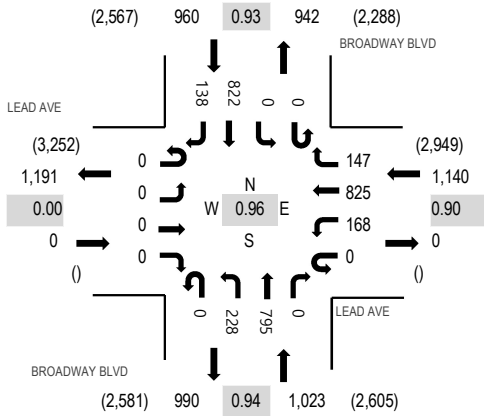 (2,567) 960 0.93 942 (2,288)
BROADWAY BLVD
138 822 0 0
LEAD AVE
(3,252) (2,949)
0 147
1,191 1,140
0 N 825
0.00 W 0.96 E 0.90
0 S 168
0 0
0 0
() ()
0 228 795 0
LEAD AVE
BROADWAY BLVD
(2,581) 990 0.94 1,023 (2,605)